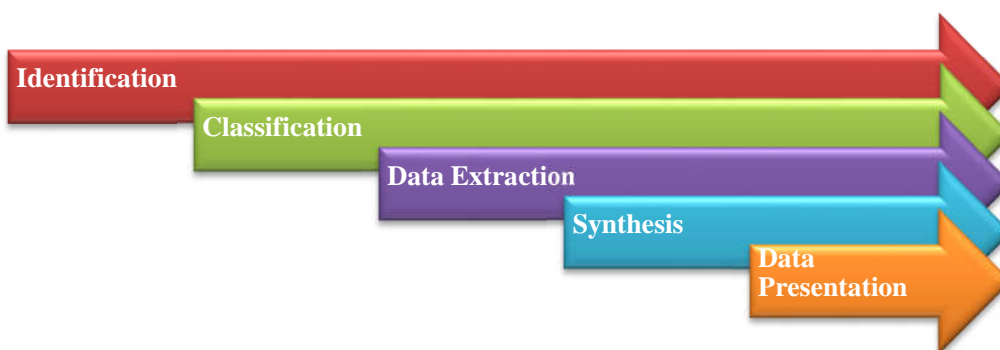 Identification
Classification
Data Extraction
Synthesis
Data
Presentation